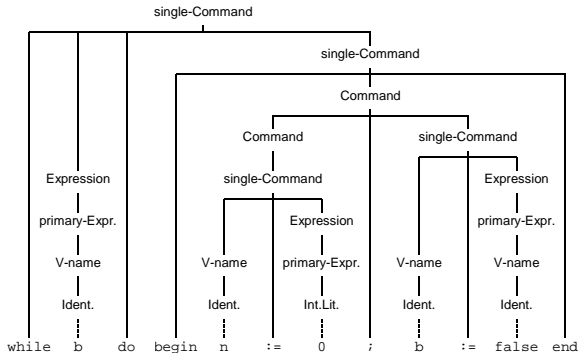 single-Command
single-Command
Command
Command single-Command
Expression single-Command Expression
primary-Expr. Expression primary-Expr.
V-name V-name primary-Expr. V-name V-name
Ident. Ident. Int.Lit. Ident. Ident.
while b do begin n := 0 ; b := false end